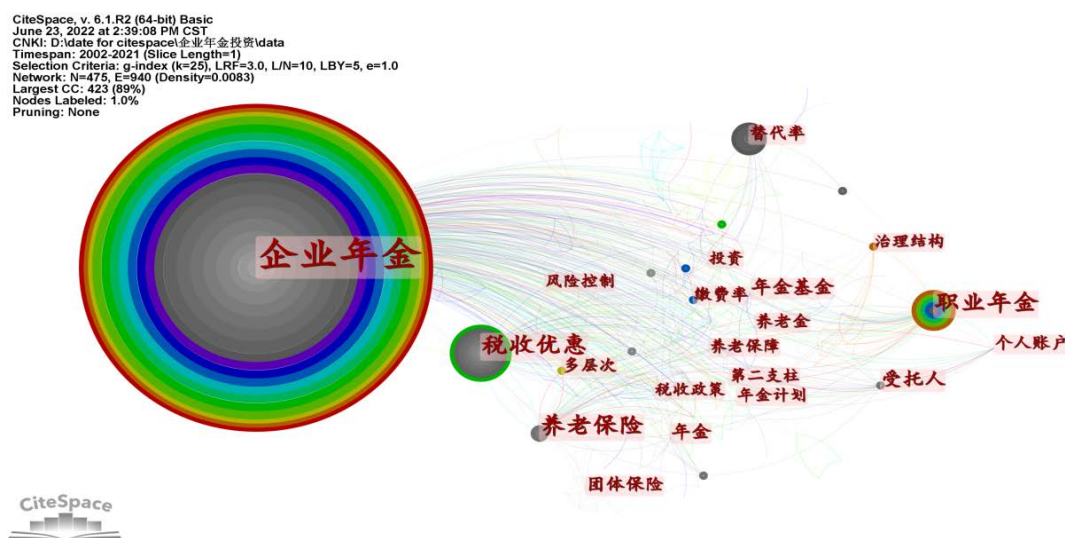 CiteSpace, v. 6.1.R2 (64-bit) Basic
June 23, 2022 at 2:39:08 PM CST
CNKI: D:\date for citespace\企业年金投资\data
Timespan: 2002-2021 (Slice Length=1)
Selection Criteria: g-index (k=25), LRF=3.0, L/N=10, LBY=5, e=1.0
Network: N=475, E=940 (Density=0.0083)
Largest CC: 423 (89%)
Nodes Labeled: 1.0%
Pruning: None
替代率
企业年金
治理结构
投资
风险控制
缴费率
年金基金
职业年金
养老金
税收优惠
养老保障
个人账户
多层次
第二支柱
受托人
税收政策
年金计划
养老保险
年金
团体保险
CiteSpace